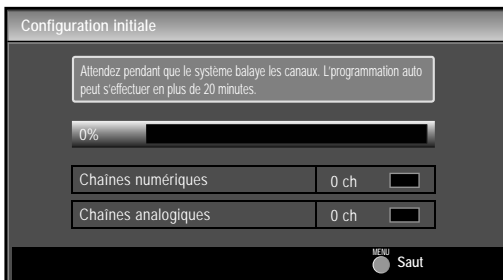 Configuration initiale
Attendez pendant que le système balaye les canaux. L'programmation auto
peut s'effectuer en plus de 20 minutes.
0%
Chaînes numériques 0 ch
Chaînes analogiques 0 ch
MENU
Saut